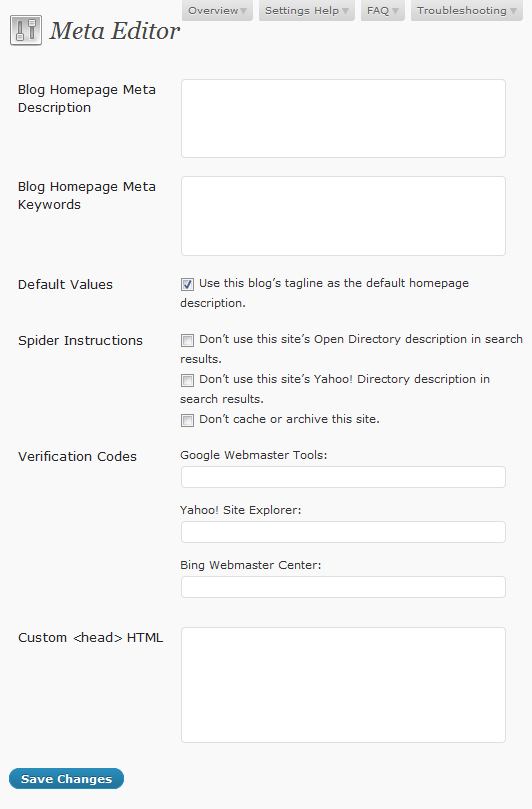 Overview
Settings Help
FAQ
Troubleshooting
Meta Editor
Blog Homepage Meta
Description
Blog Homepage Meta
Keywords
Default Values
Use this blog’s tagline as the default homepage
description.
Spider Instructions
Don’t use this site’s Open Directory description in search
results.
Don’t use this site’s Yahoo! Directory description in
search results.
Don’t cache or archive this site.
Verification Codes
Google Webmaster Tools:
Yahoo! Site Explorer:
Bing Webmaster Center:
Custom <head> HTML
Save Changes